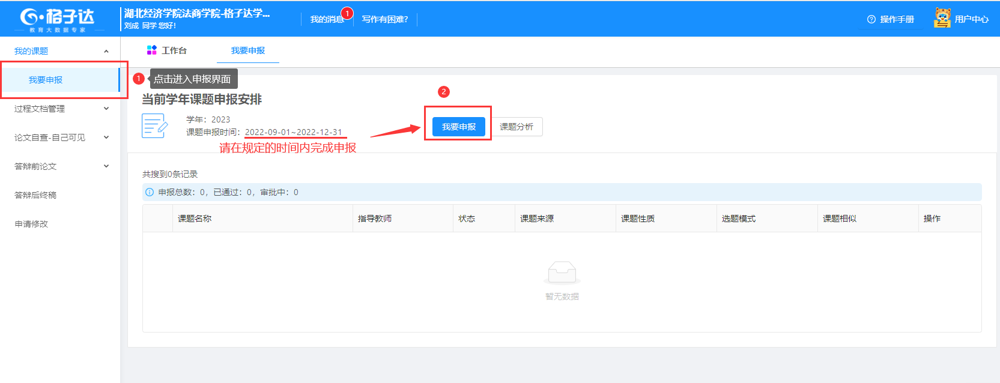 格子达
教育大数据专家
湖北经济学院法商学院-格子达学...
刘成 同学 您好!
我的消息
1
写作有困难?
操作手册
用户中心
我的课题
我要申报
过程文档管理
论文自查-自己可见
答辩前论文
答辩后终稿
申请修改
工作台
我要申报
1
点击进入申报界面
当前学年课题申报安排
学年：2023
课题申报时间：2022-09-01~2022-12-31
请在规定的时间内完成申报
2
我要申报
课题分析
共搜到0条记录
申报总数：0，已通过：0，审批中：0
课题名称
指导教师
状态
课题来源
课题性质
选题模式
课题相似
操作
暂无数据